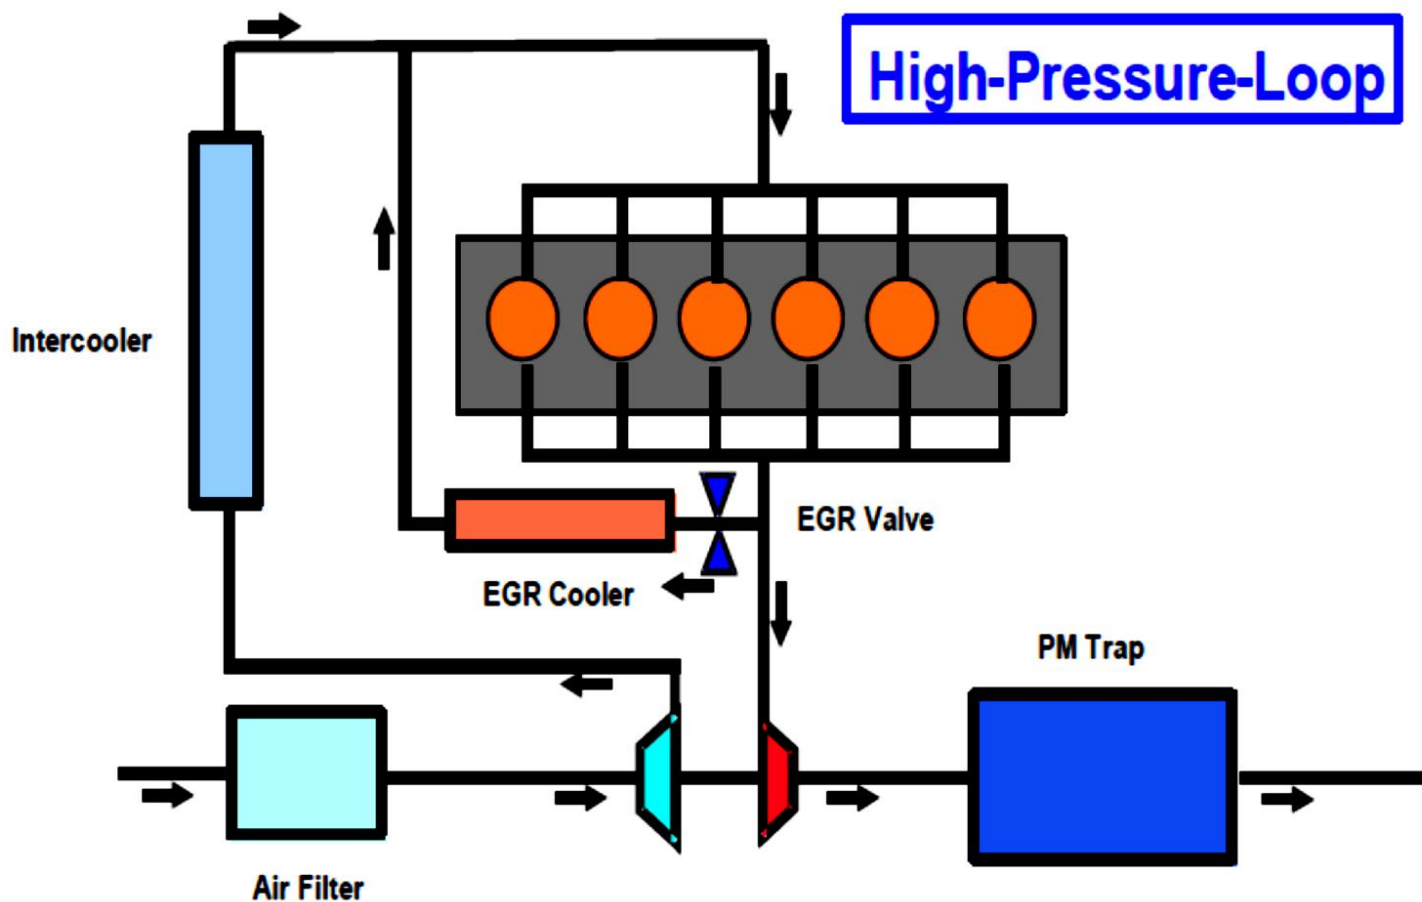 High-Pressure-Loop
Intercooler
EGR Valve
EGR Cooler
PM Trap
Air Filter